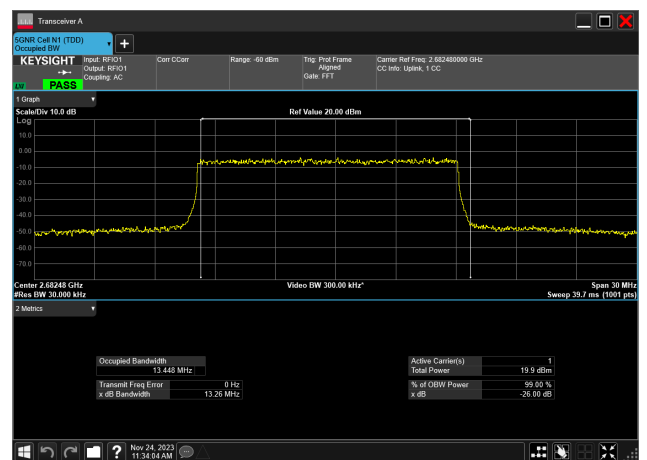 Transceiver A
5GNR Cell N1 (TDD)
Occupied BW
KEYSIGHT
LV
PASS
Input: RFIO1
Output: RFIO1
Coupling: AC
Corr CCorr
Range: -60 dBm
Trig: Prot Frame
Aligned
Gate: FFT
Carrier Ref Freq: 2.682480000 GHz
CC Info: Uplink, 1 CC
1 Graph
Scale/Div 10.0 dB
Ref Value 20.00 dBm
Log
10.0
0.00
-10.0
-20.0
-30.0
-40.0
-50.0
-60.0
-70.0
Center 2.68248 GHz
Video BW 300.00 kHz*
Span 30 MHz
#Res BW 30.000 kHz
Sweep 39.7 ms (1001 pts)
2 Metrics
Occupied Bandwidth
13.448 MHz
Active Carrier(s) 1
Total Power 19.9 dBm
Transmit Freq Error 0 Hz
x dB Bandwidth 13.26 MHz
% of OBW Power 99.00 %
x dB -26.00 dB
Nov 24, 2023
11:34:04 AM